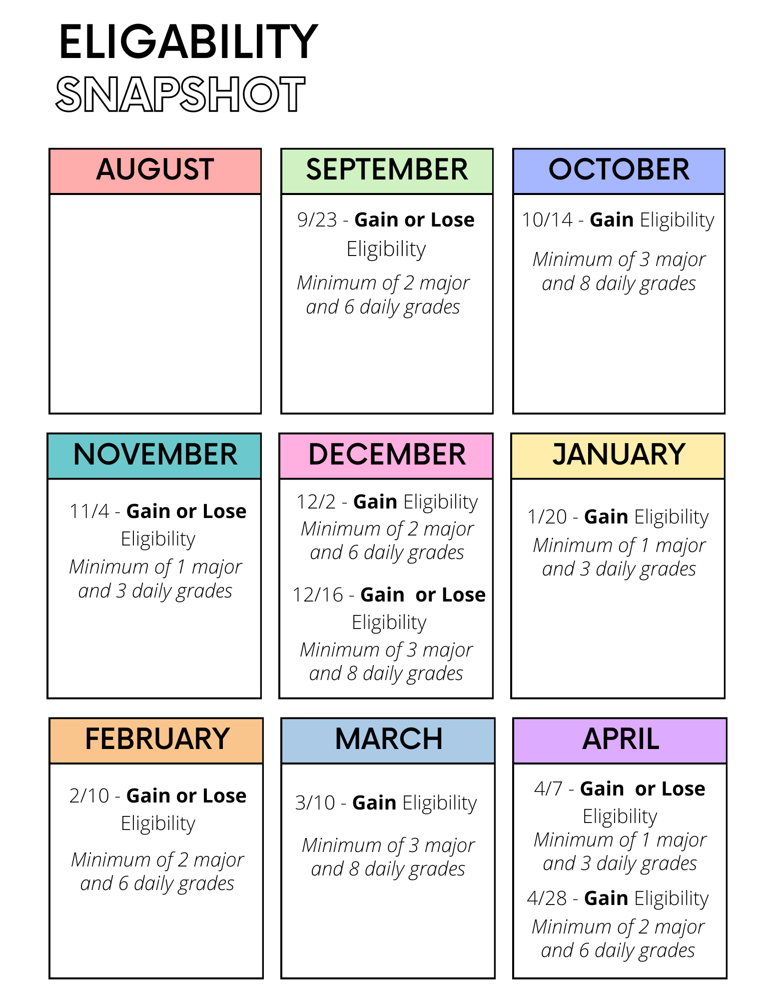 ELIGABILITY
SNAPSHOT
AUGUST
SEPTEMBER
9/23 - Gain or Lose
Eligibility
Minimum of 2 major
and 6 daily grades
OCTOBER
10/14 - Gain Eligibility
Minimum of 3 major
and 8 daily grades
NOVEMBER
11/4 - Gain or Lose
Eligibility
Minimum of 1 major
and 3 daily grades
DECEMBER
12/2 - Gain Eligibility
Minimum of 2 major
and 6 daily grades
12/16 - Gain  or Lose
Eligibility
Minimum of 3 major
and 8 daily grades
JANUARY
1/20 - Gain Eligibility
Minimum of 1 major
and 3 daily grades
FEBRUARY
2/10 - Gain or Lose
Eligibility
Minimum of 2 major
and 6 daily grades
MARCH
3/10 - Gain Eligibility
Minimum of 3 major
and 8 daily grades
APRIL
4/7 - Gain  or Lose
Eligibility
Minimum of 1 major
and 3 daily grades
4/28 - Gain Eligibility
Minimum of 2 major
and 6 daily grades